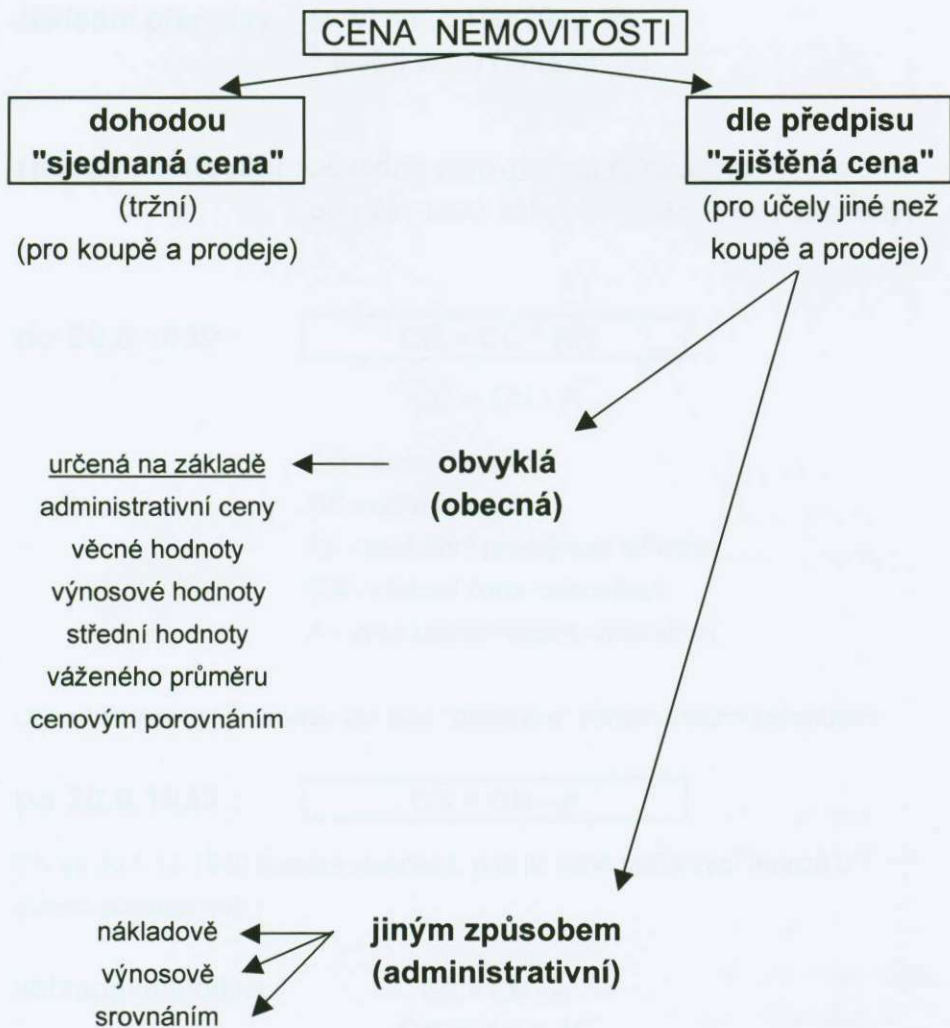 CENA NEMOVITOSTI
dohodou
"sjednaná cena"
(tržní)
(pro koupě a prodeje)
dle předpisu
"zjištěná cena"
(pro účely jiné než
koupě a prodeje)
určená na základě
administrativní ceny
věcné hodnoty
výnosové hodnoty
střední hodnoty
váženého průměru
cenovým porovnáním
obvyklá
(obecná)
nákladově
výnosově
srovnáním
jiným způsobem
(administrativní)